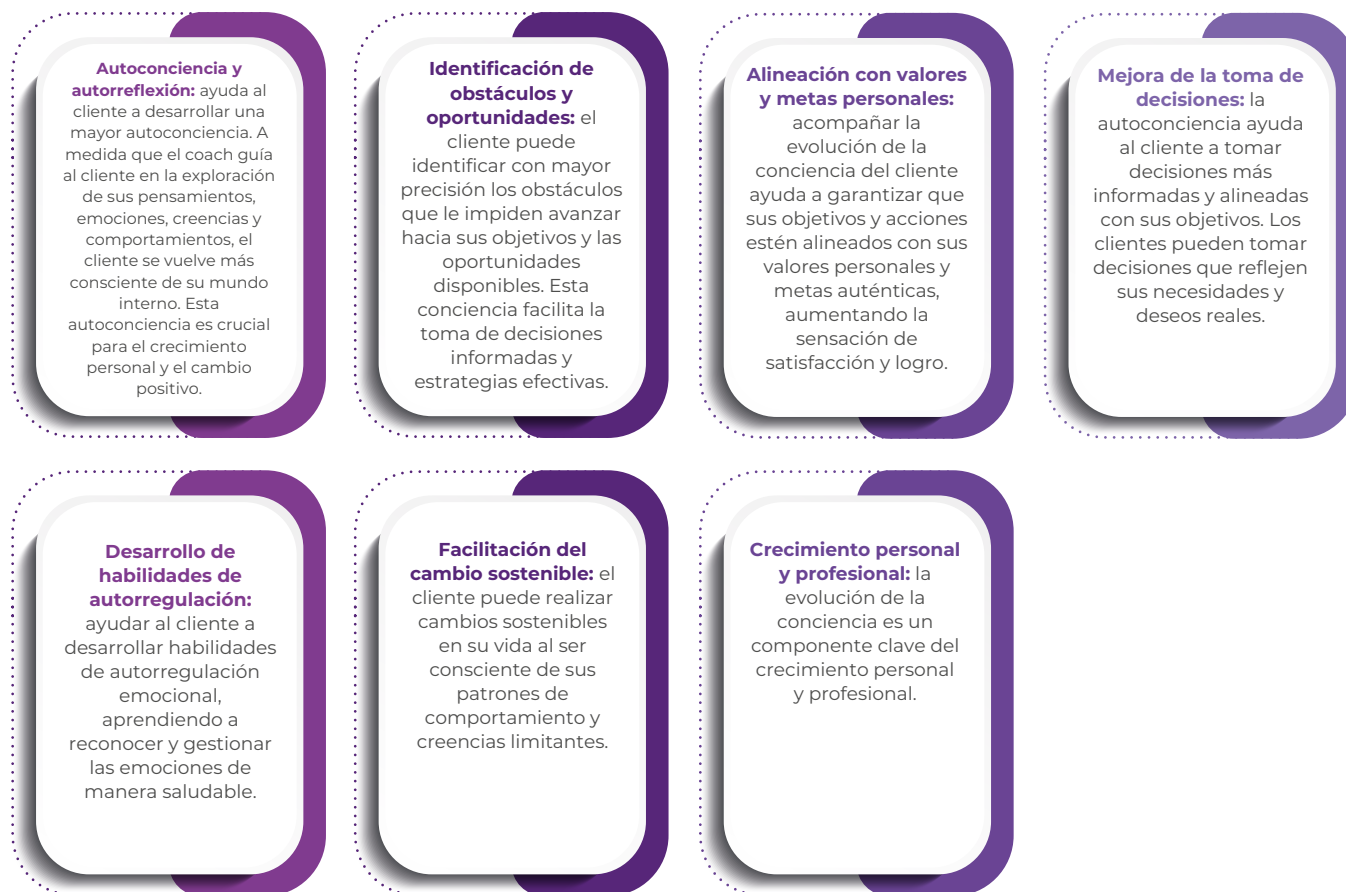 Autoconciencia y
autorreflexión: ayuda al
cliente a desarrollar una
mayor autoconciencia. A
medida que el coach guía
al cliente en la exploración
de sus pensamientos,
emociones, creencias y
comportamientos, el
cliente se vuelve más
consciente de su mundo
interno. Esta
autoconciencia es crucial
para el crecimiento
personal y el cambio
positivo.
Identificación de
obstáculos y
oportunidades: el
cliente puede
identificar con mayor
precisión los obstáculos
que le impiden avanzar
hacia sus objetivos y las
oportunidades
disponibles. Esta
conciencia facilita la
toma de decisiones
informadas y
estrategias efectivas.
Alineación con valores
y metas personales:
acompañar la
evolución de la
conciencia del cliente
ayuda a garantizar que
sus objetivos y acciones
estén alineados con sus
valores personales y
metas auténticas,
aumentando la
sensación de
satisfacción y logro.
Mejora de la toma de
decisiones: la
autoconciencia ayuda
al cliente a tomar
decisiones más
informadas y alineadas
con sus objetivos. Los
clientes pueden tomar
decisiones que reflejen
sus necesidades y
deseos reales.
Desarrollo de
habilidades de
autorregulación:
ayudar al cliente a
desarrollar habilidades
de autorregulación
emocional,
aprendiendo a
reconocer y gestionar
las emociones de
manera saludable.
Facilitación del
cambio sostenible: el
cliente puede realizar
cambios sostenibles
en su vida al ser
consciente de sus
patrones de
comportamiento y
creencias limitantes.
Crecimiento personal
y profesional: la
evolución de la
conciencia es un
componente clave del
crecimiento personal
y profesional.